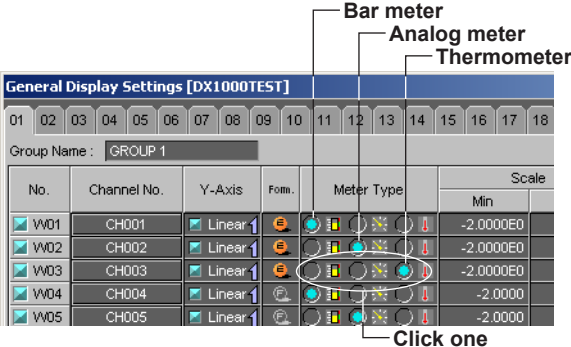 Bar meter
Analog meter
Thermometer
General Display Settings [DX1000TEST]
01 02 03 04 05 06 07 08 09 10 11 12 13 14 15 16 17 18
Group Name : GROUP 1
No. Channel No. Y-Axis Form. Meter Type Scale
Min
W01 CH001 Linear E -2.0000E0
W02 CH002 Linear E -2.0000E0
W03 CH003 Linear E -2.0000E0
W04 CH004 Linear E -2.0000
W05 CH005 Linear E -2.0000
Click one